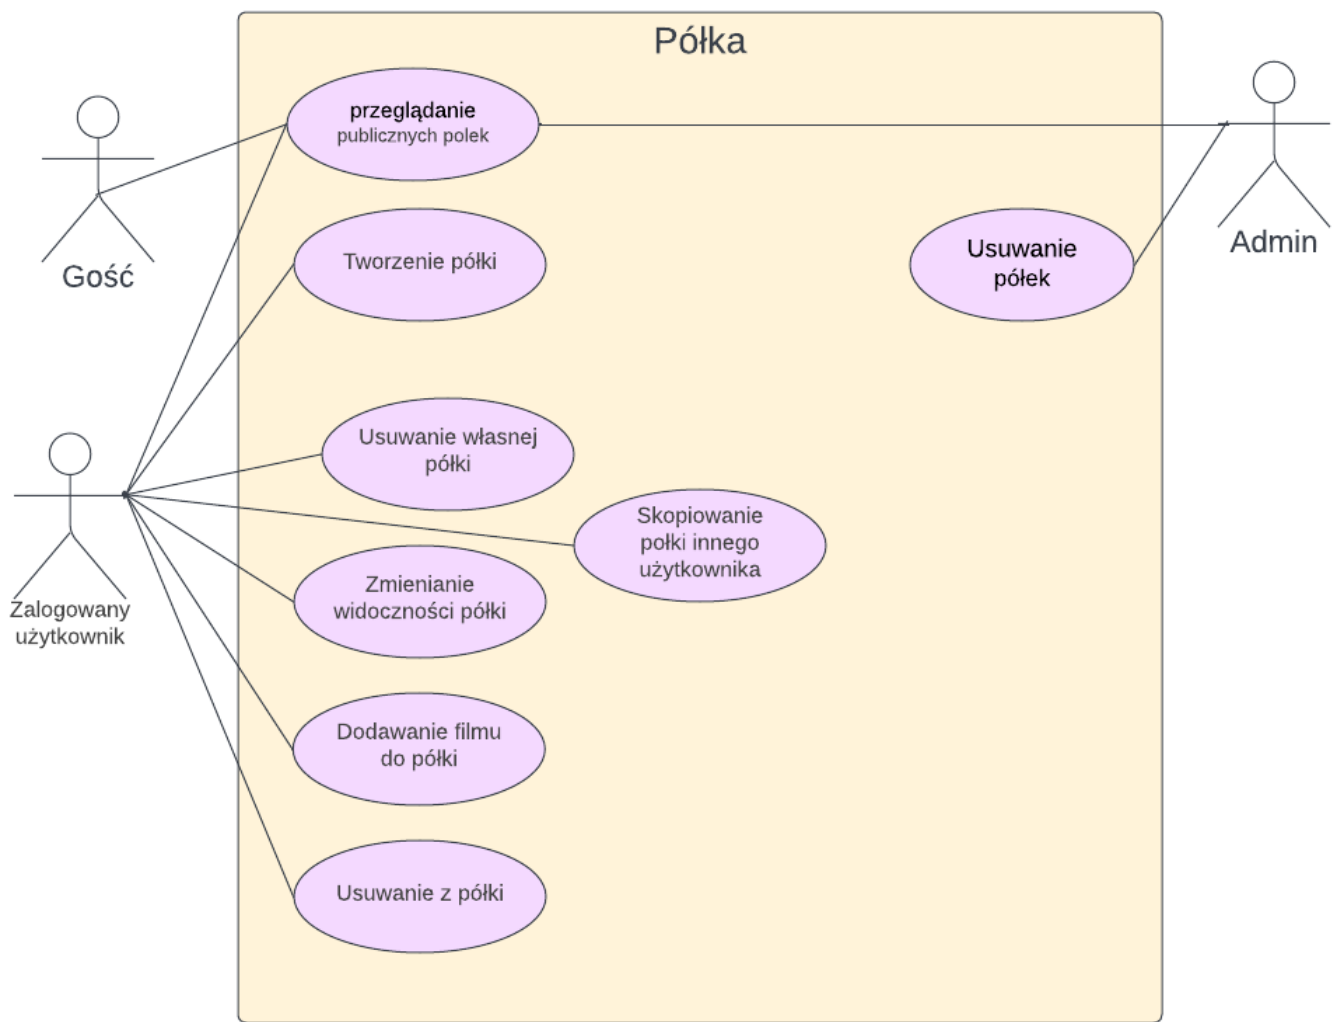 Półka
przeglądanie
publicznych polek
Gość
Admin
Tworzenie półki
Usuwanie
półek
Usuwanie własnej
półki
Skopiowanie
połki innego
użytkownika
Zmienianie
widoczności półki
Zalogowany
użytkownik
Dodawanie filmu
do półki
Usuwanie z półki